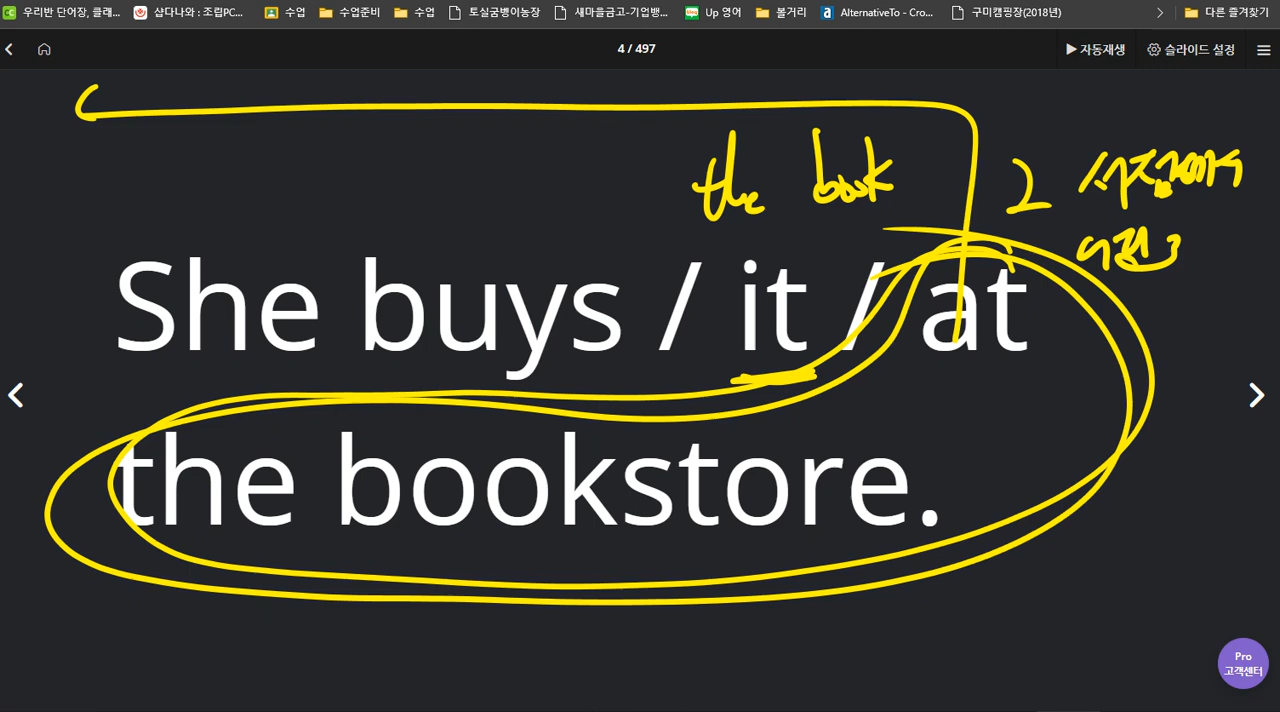 우리반 단어장, 클래... 샵다나와 : 조립PC... 수업 수업준비 수업 토실굼벵이농장 새마을금고-기업뱅... Up 영어 볼거리 AlternativeTo - Cro... 구미캠핑장(2018년) 다른 즐겨찾기
4 / 497 자동재생 슬라이드 설정
the book 2
She buys / it / at
the bookstore.
Pro
고객센터